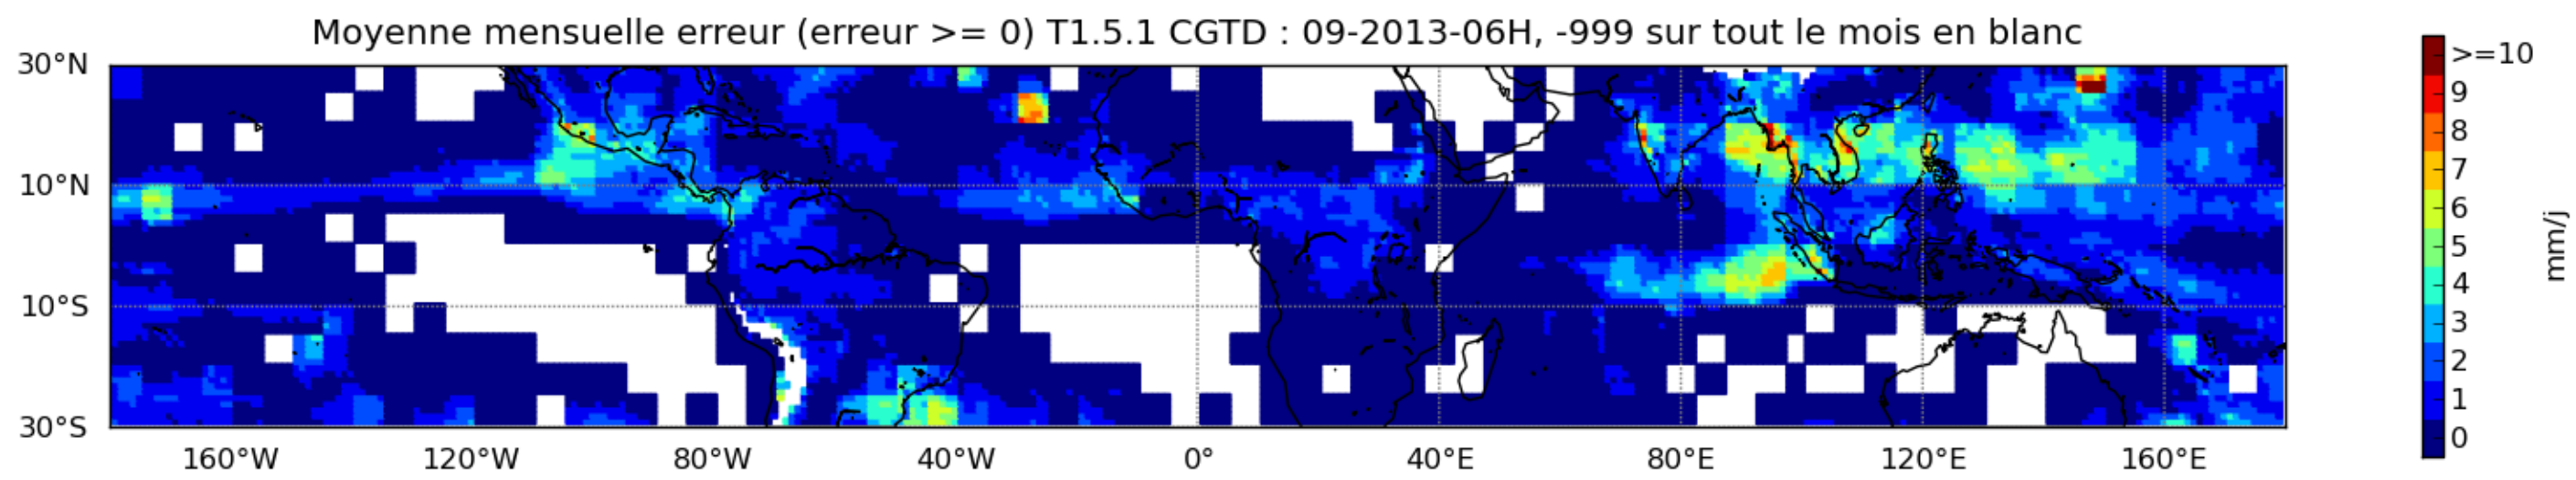 Moyenne mensuelle erreur (erreur >= 0) T1.5.1 CGTD : 09-2013-06H, -999 sur tout le mois en blanc
30°N
10°N
10°S
30°S
160°W 120°W 80°W 40°W 0° 40°E 80°E 120°E 160°E
>=10
9
8
7
6
5
4
3
2
1
0
mm/j